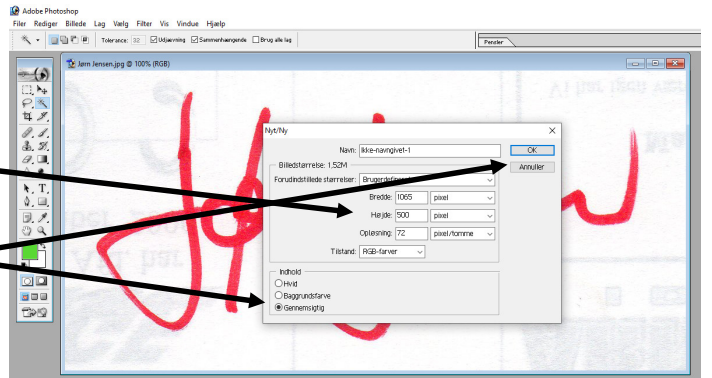 Adobe Photoshop
Filer Rediger Billede Lag Vælg Filter Vis Vindue Hjælp
Tolerance: 32 Udjævning Sammenhængende Brug alle lag
Pensler
Jørn Jensen.jpg @ 100% (RGB)
Nyt/Ny
Navn: Ikke-navngivet-1
OK
Billedstørrelse: 1,52M
Annuller
Forudindstillede størrelser:
Bredde: 1065 pixel
Højde: 500 pixel
Opløsning: 72 pixel/tomme
Tilstand: RGB-farver
Indhold
Hvid
Baggrundsfarve
Gennemsigtig